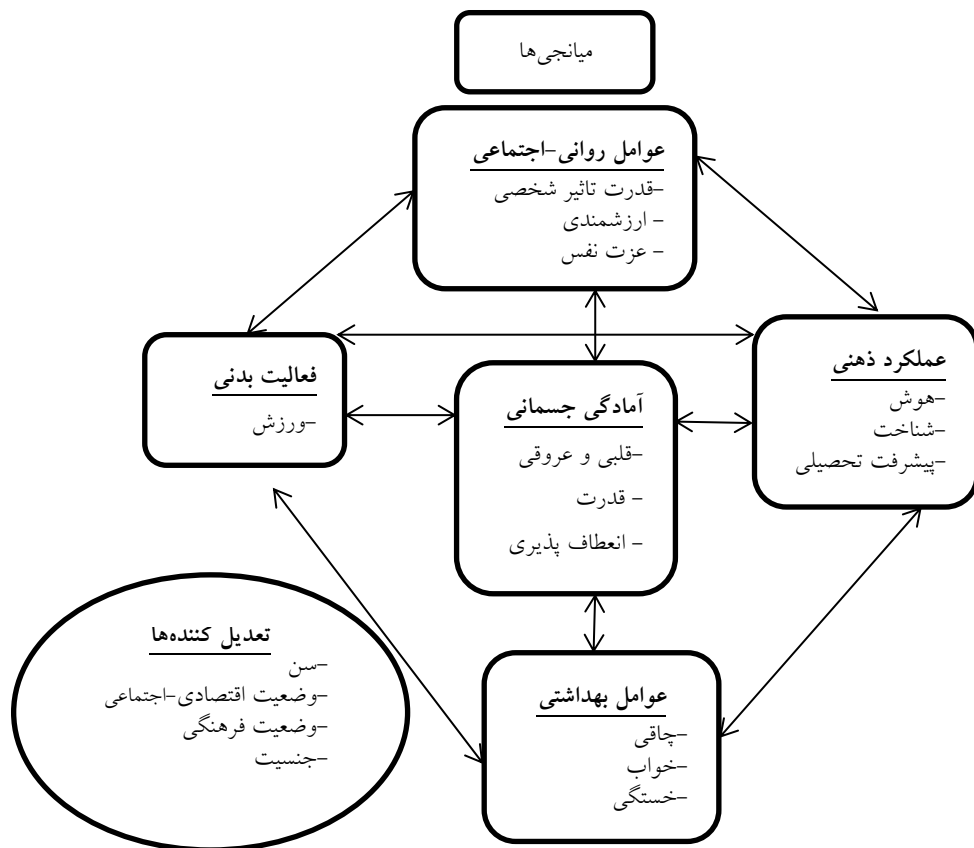 میانجی‌ها
عوامل روانی-اجتماعی
-قدرت تاثیر شخصی
- ارزشمندی
- عزت نفس
عملکرد ذهنی
-هوش
-شناخت
-پیشرفت تحصیلی
آمادگی جسمانی
-قلبی و عروقی
- قدرت
- انعطاف پذیری
فعالیت بدنی
-ورزش
عوامل بهداشتی
-چاقی
-خواب
-خستگی
تعدیل کننده‌ها
-سن
-وضعیت اقتصادی-اجتماعی
-وضعیت فرهنگی
-جنسیت